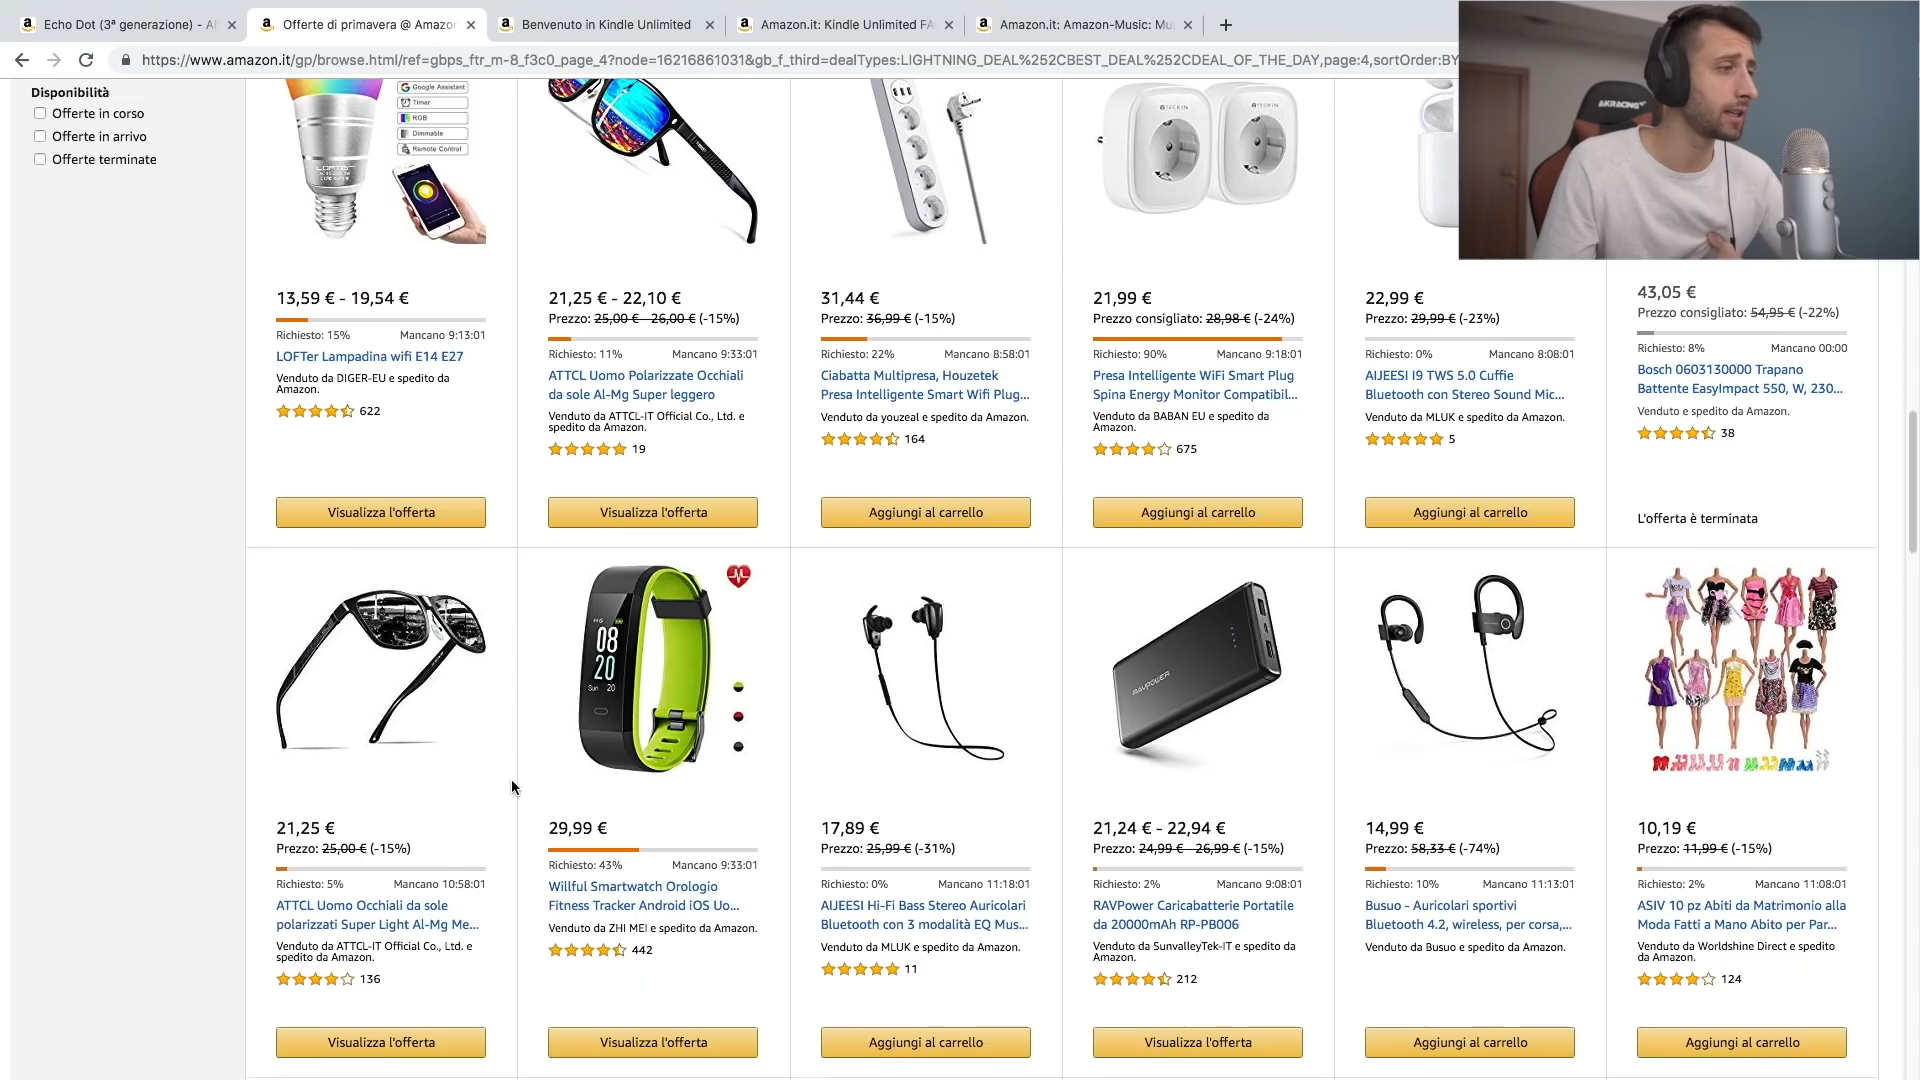 Echo Dot (3ª generazione) - Al
Offerte di primavera @ Amazon
Benvenuto in Kindle Unlimited
Amazon.it: Kindle Unlimited FA
Amazon.it: Amazon-Music: Mu
https://www.amazon.it/gp/browse.html/ref=gbps_ftr_m-8_f3c0_page_4?node=16216861031&gb_f_third=dealTypes:LIGHTNING_DEAL%252CBEST_DEAL%252CDEAL_OF_THE_DAY,page:4,sortOrder:BY
Disponibilità
Offerte in corso
Offerte in arrivo
Offerte terminate
Google Assistant
Timer
RGB
Dimmable
Remote Control
TECKIN
TECKIN
AKRACING
13,59 € - 19,54 €
Richiesto: 15% Mancano 9:13:01
LOFTer Lampadina wifi E14 E27
Venduto da DIGER-EU e spedito da
Amazon.
622
Visualizza l'offerta
21,25 € - 22,10 €
Prezzo: 25,00 € - 26,00 € (-15%)
Richiesto: 11% Mancano 9:33:01
ATTCL Uomo Polarizzate Occhiali
da sole Al-Mg Super leggero
Venduto da ATTCL-IT Official Co., Ltd. e
spedito da Amazon.
19
Visualizza l'offerta
31,44 €
Prezzo: 36,99 € (-15%)
Richiesto: 22% Mancano 8:58:01
Ciabatta Multipresa, Houzetek
Presa Intelligente Smart Wifi Plug...
Venduto da youzeal e spedito da Amazon.
164
Aggiungi al carrello
21,99 €
Prezzo consigliato: 28,98 € (-24%)
Richiesto: 90% Mancano 9:18:01
Presa Intelligente WiFi Smart Plug
Spina Energy Monitor Compatibil...
Venduto da BABAN EU e spedito da
Amazon.
675
Aggiungi al carrello
22,99 €
Prezzo: 29,99 € (-23%)
Richiesto: 0% Mancano 8:08:01
AIJEESI I9 TWS 5.0 Cuffie
Bluetooth con Stereo Sound Mic...
Venduto da MLUK e spedito da Amazon.
5
Aggiungi al carrello
43,05 €
Prezzo consigliato: 54,95 € (-22%)
Richiesto: 8% Mancano 00:00
Bosch 0603130000 Trapano
Battente EasyImpact 550, W, 230...
Venduto e spedito da Amazon.
38
L'offerta è terminata
21,25 €
Prezzo: 25,00 € (-15%)
Richiesto: 5% Mancano 10:58:01
ATTCL Uomo Occhiali da sole
polarizzati Super Light Al-Mg Me...
Venduto da ATTCL-IT Official Co., Ltd. e
spedito da Amazon.
136
Visualizza l'offerta
08
20
Sun 20
29,99 €
Richiesto: 43% Mancano 9:33:01
Willful Smartwatch Orologio
Fitness Tracker Android iOS Uo...
Venduto da ZHI MEI e spedito da Amazon.
442
Visualizza l'offerta
17,89 €
Prezzo: 25,99 € (-31%)
Richiesto: 0% Mancano 11:18:01
AIJEESI Hi-Fi Bass Stereo Auricolari
Bluetooth con 3 modalità EQ Mus...
Venduto da MLUK e spedito da Amazon.
11
Aggiungi al carrello
RAVPOWER
21,24 € - 22,94 €
Prezzo: 24,99 € - 26,99 € (-15%)
Richiesto: 2% Mancano 9:08:01
RAVPower Caricabatterie Portatile
da 20000mAh RP-PB006
Venduto da SunvalleyTek-IT e spedito da
Amazon.
212
Visualizza l'offerta
14,99 €
Prezzo: 58,33 € (-74%)
Richiesto: 10% Mancano 11:13:01
Busuo - Auricolari sportivi
Bluetooth 4.2, wireless, per corsa,...
Venduto da Busuo e spedito da Amazon.
Aggiungi al carrello
10,19 €
Prezzo: 11,99 € (-15%)
Richiesto: 2% Mancano 11:08:01
ASIV 10 pz Abiti da Matrimonio alla
Moda Fatti a Mano Abito per Par...
Venduto da Worldshine Direct e spedito
da Amazon.
124
Aggiungi al carrello